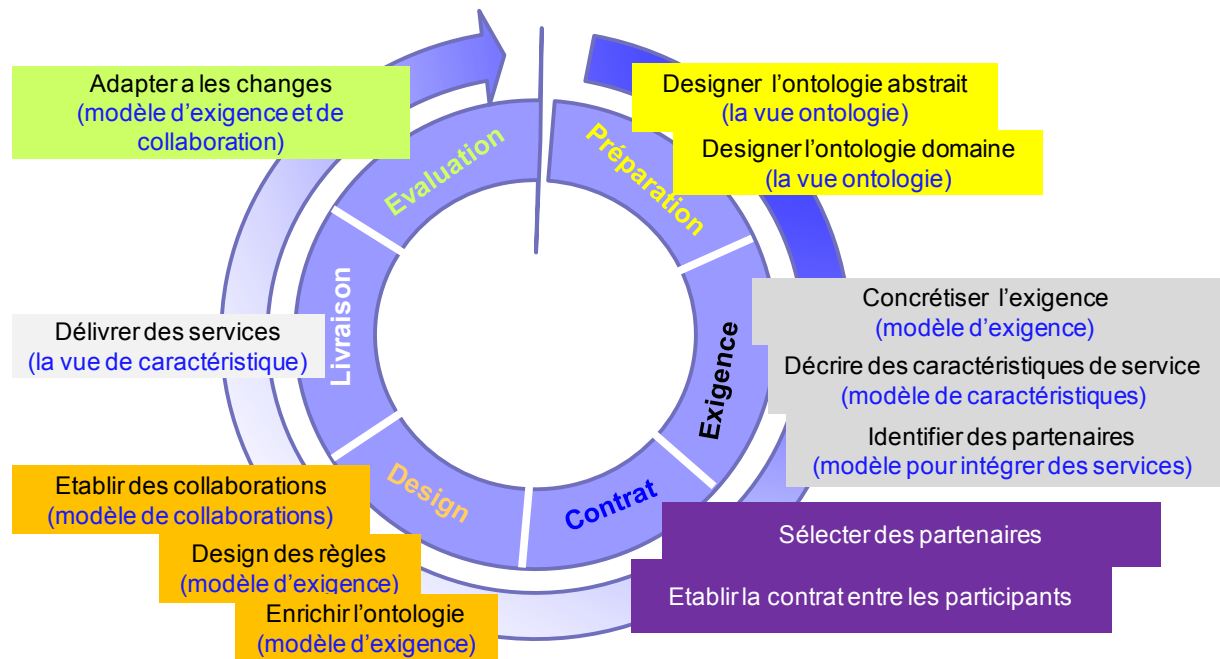 Adapter a les changes
(modèle d'exigence et de
collaboration)
Designer l'ontologie abstrait
(la vue ontologie)
Designer l'ontologie domaine
(la vue ontologie)
Evaluation
Préparation
Livraison
Exigence
Design
Contrat
Concrétiser l'exigence
(modèle d'exigence)
Décrire des caractéristiques de service
(modèle de caractéristiques)
Identifier des partenaires
(modèle pour intégrer des services)
Délivrer des services
(la vue de caractéristique)
Etablir des collaborations
(modèle de collaborations)
Design des règles
(modèle d'exigence)
Enrichir l'ontologie
(modèle d'exigence)
Sélecter des partenaires
Etablir la contrat entre les participants